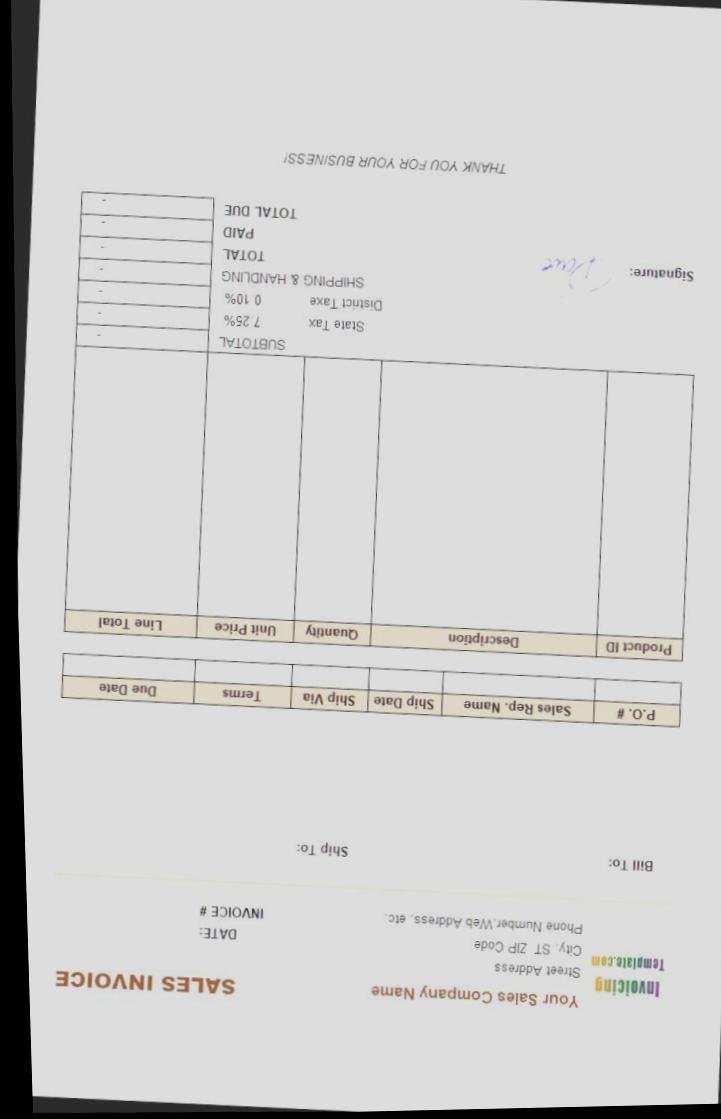 Invoicing
Template.com
Your Sales Company Name
SALES INVOICE
Street Address
City, ST ZIP Code
DATE:
Phone Number,Web Address, etc.
INVOICE #
Bill To:
Ship To:
P.O. # Sales Rep. Name Ship Date Ship Via Terms Due Date
Product ID Description Quantity Unit Price Line Total
SUBTOTAL -
State Tax 7.25% -
District Taxe 0.10% -
SHIPPING & HANDLING -
Signature:
TOTAL -
PAID -
TOTAL DUE -
THANK YOU FOR YOUR BUSINESS!